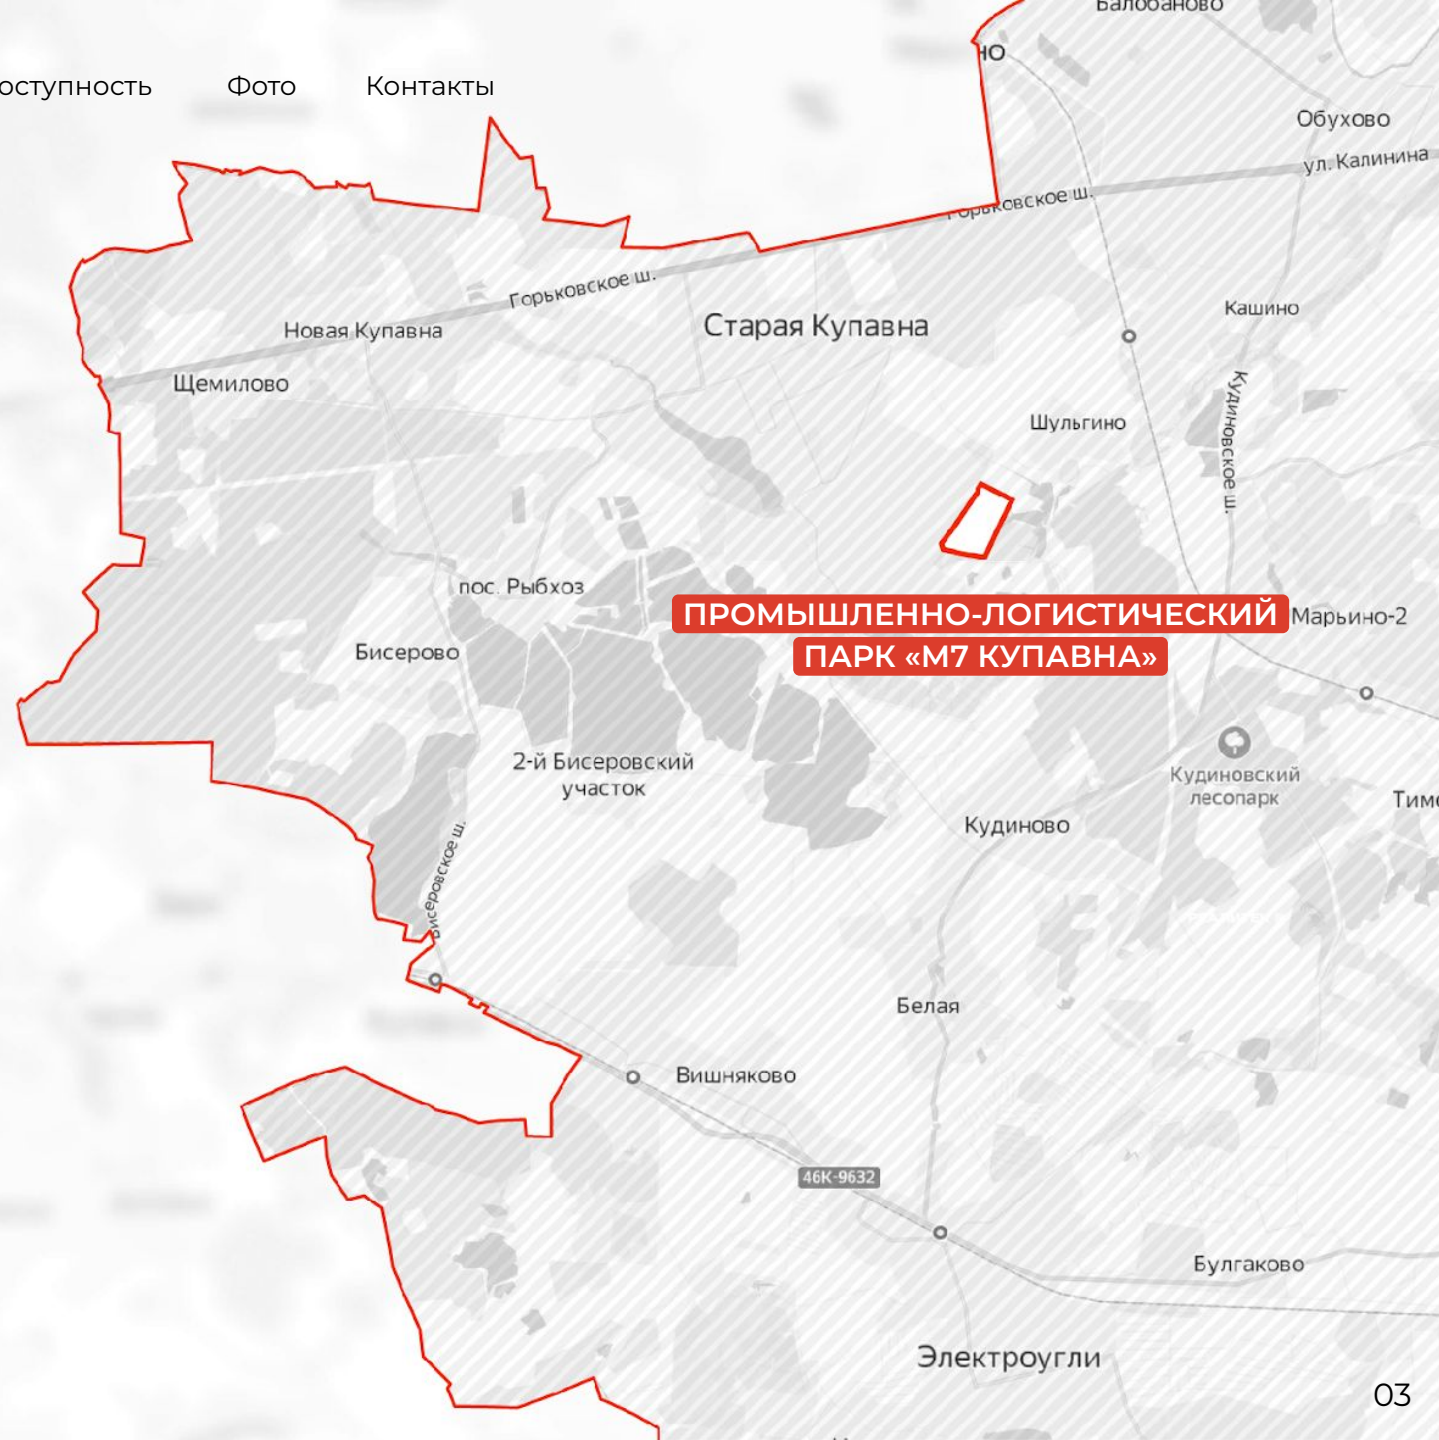 Балобаново
оступность
Фото
Контакты
Обухово
ул. Калинина
Горьковское ш.
Горьковское ш.
Кашино
Новая Купавна
Старая Купавна
Щемилово
Кудиновское ш.
Шульгино
пос. Рыбхоз
ПРОМЫШЛЕННО-ЛОГИСТИЧЕСКИЙ
ПАРК «М7 КУПАВНА»
Марьино-2
Бисерово
2-й Бисеровский
участок
Кудиновский
лесопарк
Кудиново
Бисеровское ш.
Белая
Вишняково
46К-9632
Булгаково
Электроугли
03